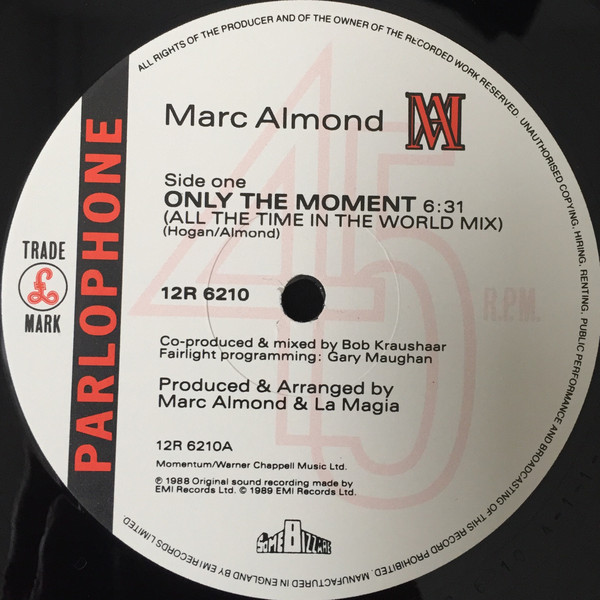 ALL RIGHTS OF THE PRODUCER AND OF THE OWNER OF THE RECORDED WORK RESERVED. UNAUTHORISED COPYING, HIRING, RENTING, PUBLIC PERFORMANCE AND BROADCASTING OF THIS RECORD PROHIBITED. MANUFACTURED IN ENGLAND BY EMI RECORDS LIMITED
PARLOPHONE
TRADE
£
MARK
Marc Almond
MA
Side one
ONLY THE MOMENT 6:31
(ALL THE TIME IN THE WORLD MIX)
(Hogan/Almond)
45
R.P.M.
12R 6210
Co-produced & mixed by Bob Kraushaar
Fairlight programming: Gary Maughan
Produced & Arranged by
Marc Almond & La Magia
12R 6210A
Momentum/Warner Chappell Music Ltd.
℗ 1988 Original sound recording made by
EMI Records Ltd. © 1989 EMI Records Ltd.
SOME BIZZARE